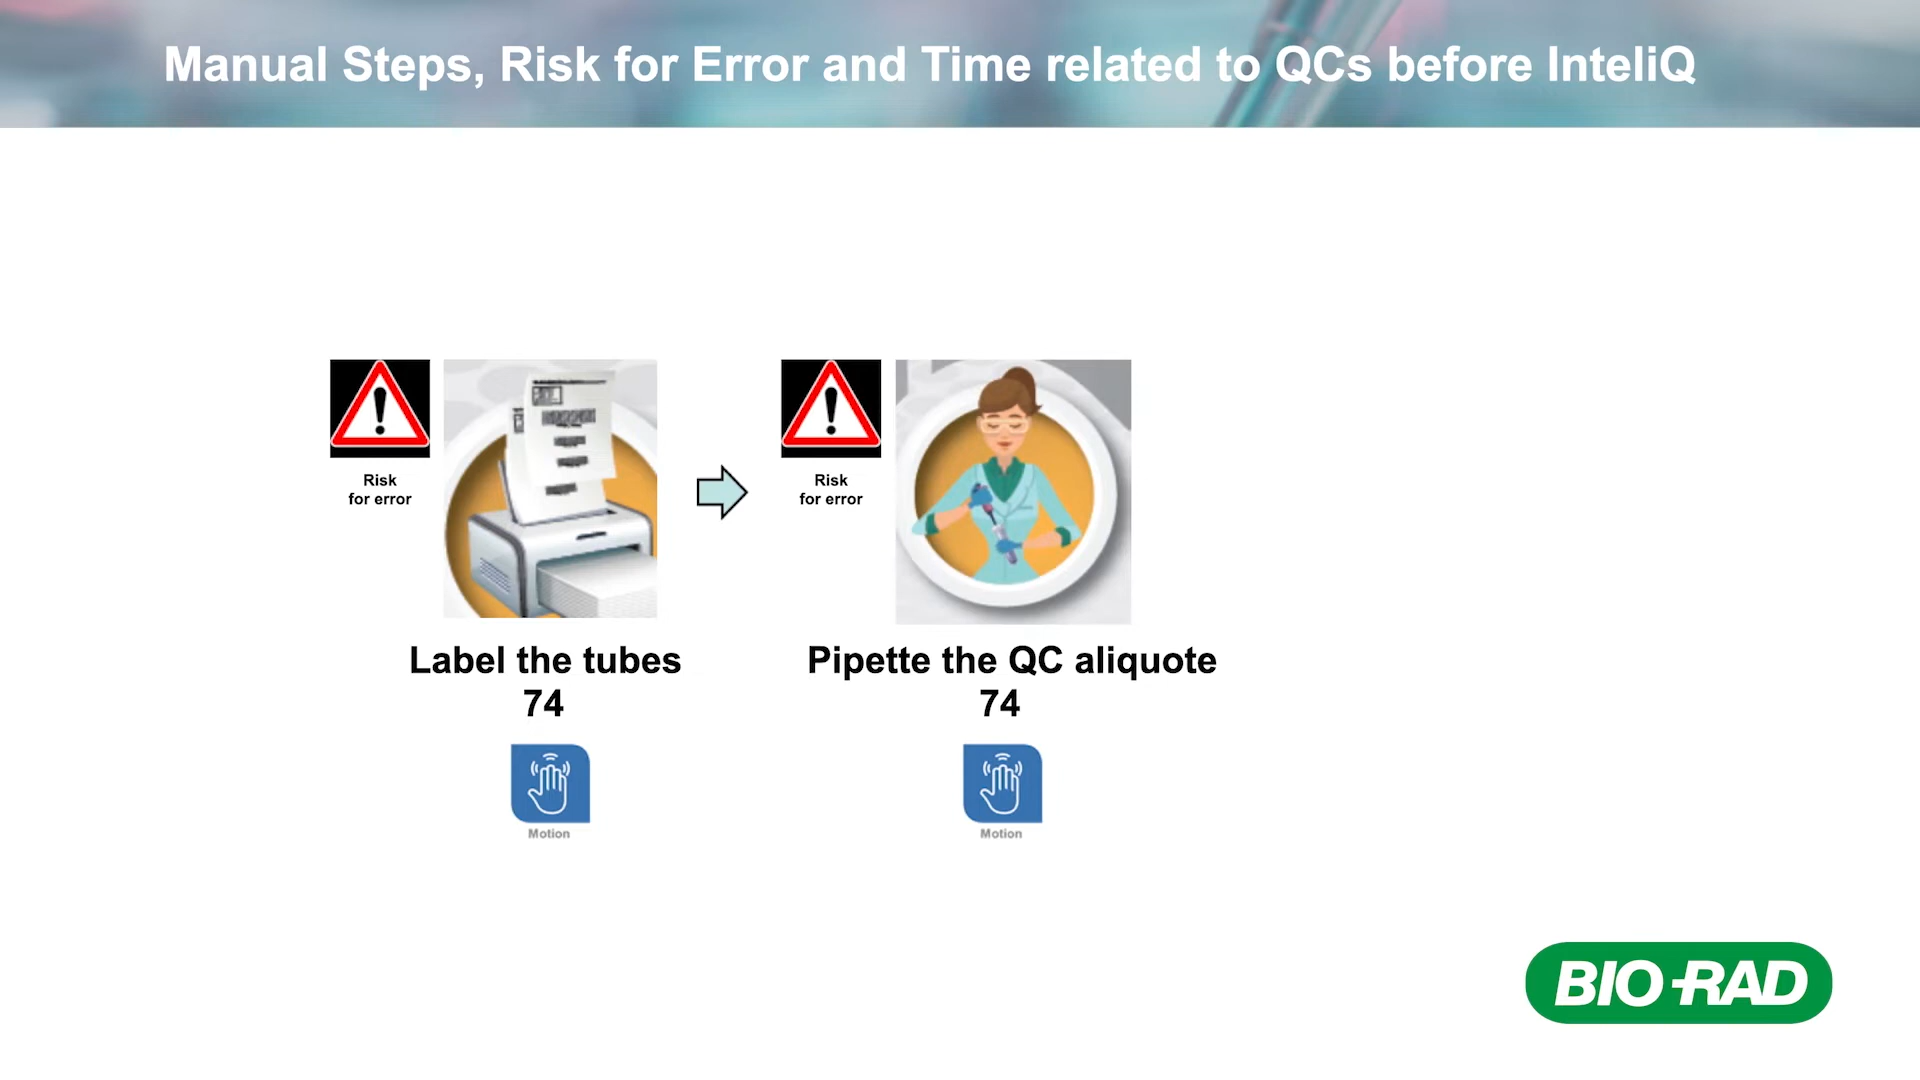 Manual Steps, Risk for Error and Time related to QCs before InteliQ
Risk
for error
Risk
for error
Label the tubes
74
Pipette the QC aliquote
74
Motion
Motion
BIO-RAD